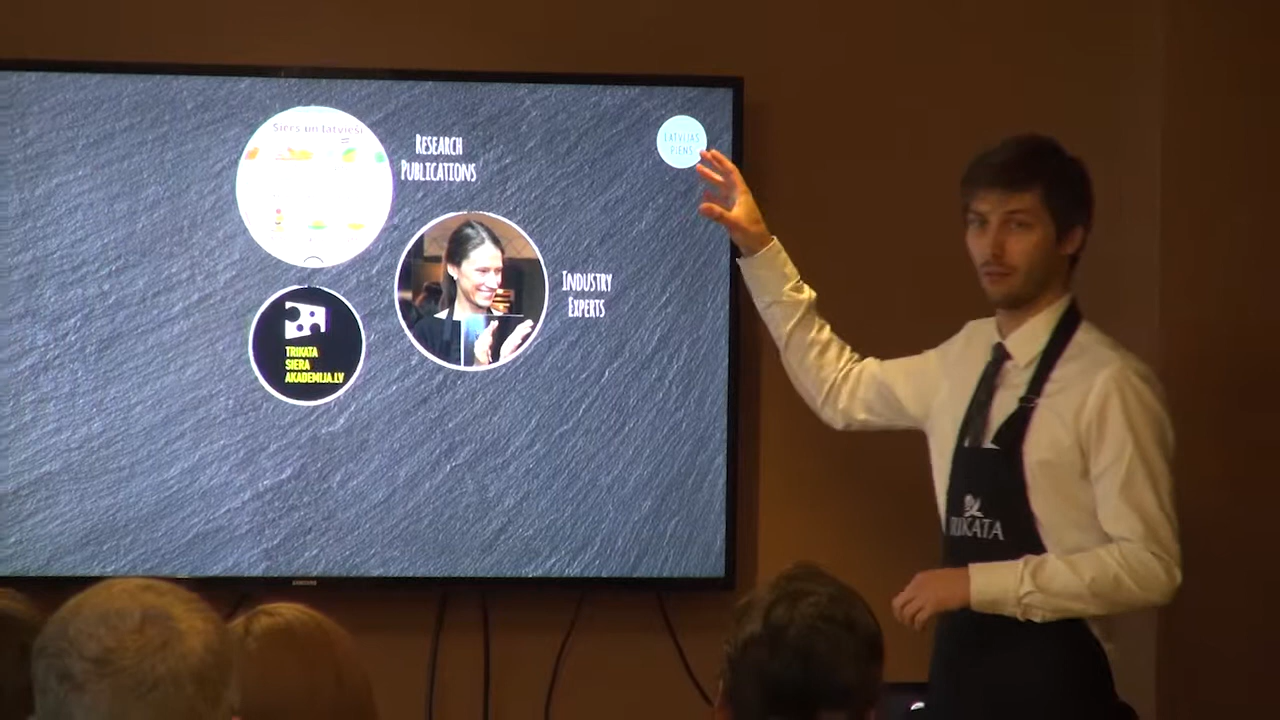 Siers un latvieši
RESEARCH
PUBLICATIONS
LATVIJAS
PIENS
INDUSTRY
EXPERTS
TRIKATA
SIERA
AKADEMIJA.LV
TRIKATA
SAMSUNG